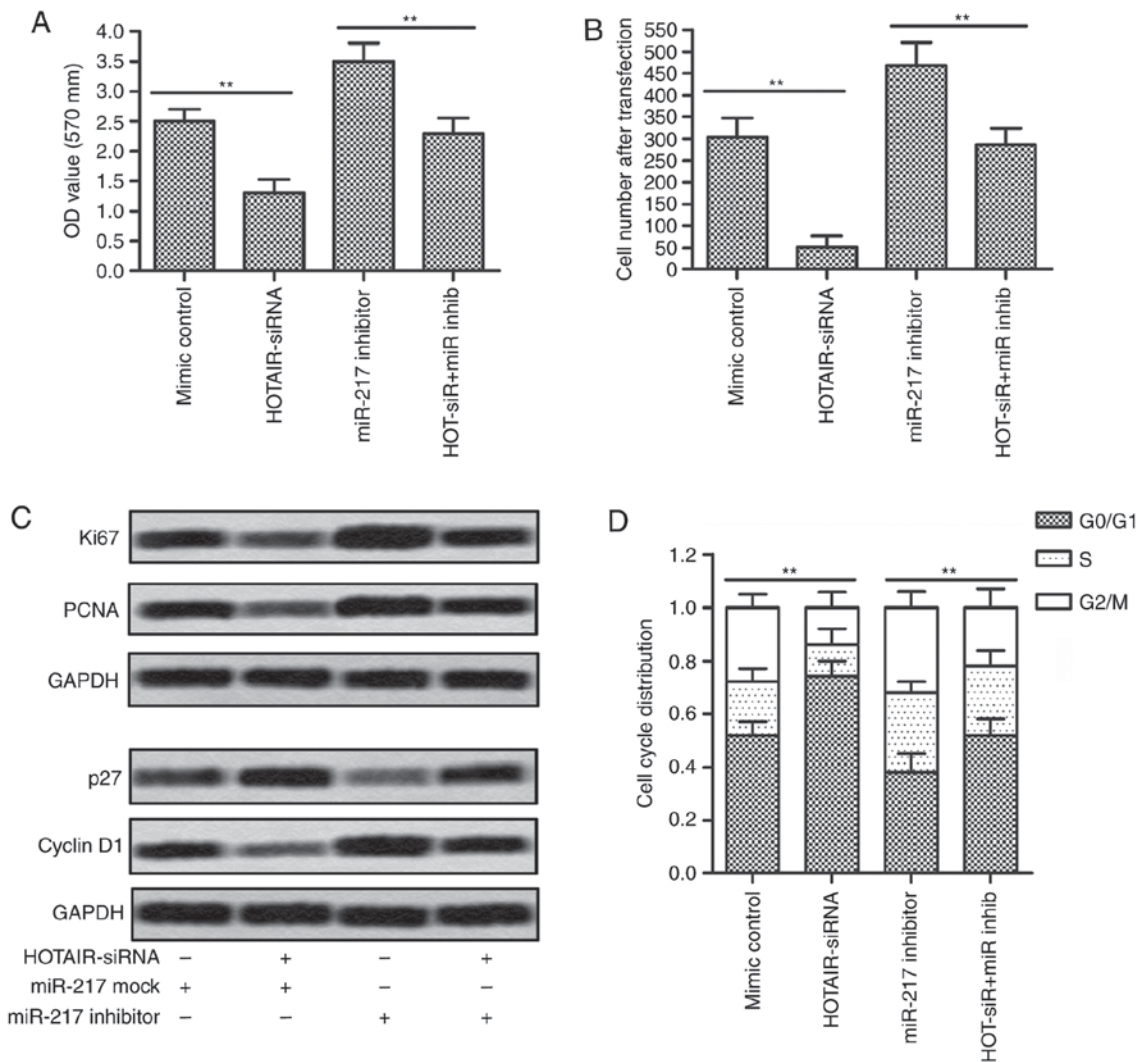 A
OD value (570 mm)
4.0
3.5
3.0
2.5
2.0
1.5
1.0
0.5
0.0
**
**
Mimic control
HOTAIR-siRNA
miR-217 inhibitor
HOT-siR+miR inhib
B
Cell number after transfection
550
500
450
400
350
300
250
200
150
100
50
0
**
**
Mimic control
HOTAIR-siRNA
miR-217 inhibitor
HOT-siR+miR inhib
C
Ki67
PCNA
GAPDH
p27
Cyclin D1
GAPDH
HOTAIR-siRNA − + − +
miR-217 mock + + − −
miR-217 inhibitor − − + +
D
G0/G1
S
G2/M
Cell cycle distribution
1.2
1.0
0.8
0.6
0.4
0.2
0.0
**
**
Mimic control
HOTAIR-siRNA
miR-217 inhibitor
HOT-siR+miR inhib